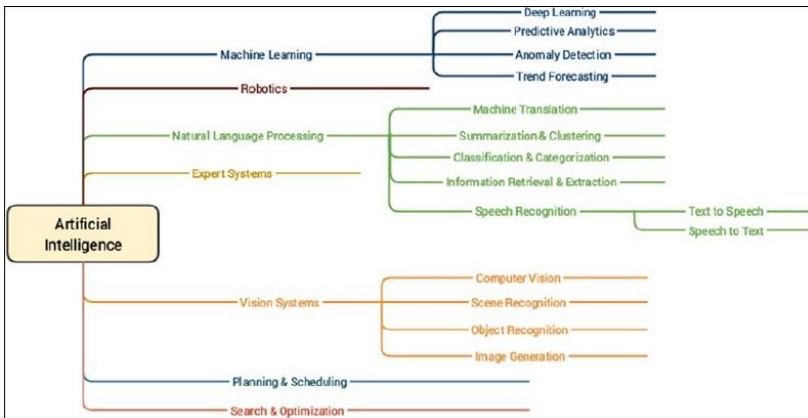 Deep Learning
Predictive Analytics
Machine Learning
Anomaly Detection
Trend Forecasting
Robotics
Machine Translation
Natural Language Processing
Summarization & Clustering
Classification & Categorization
Expert Systems
Information Retrieval & Extraction
Speech Recognition
Text to Speech
Speech to Text
Artificial
Intelligence
Computer Vision
Vision Systems
Scene Recognition
Object Recognition
Image Generation
Planning & Scheduling
Search & Optimization